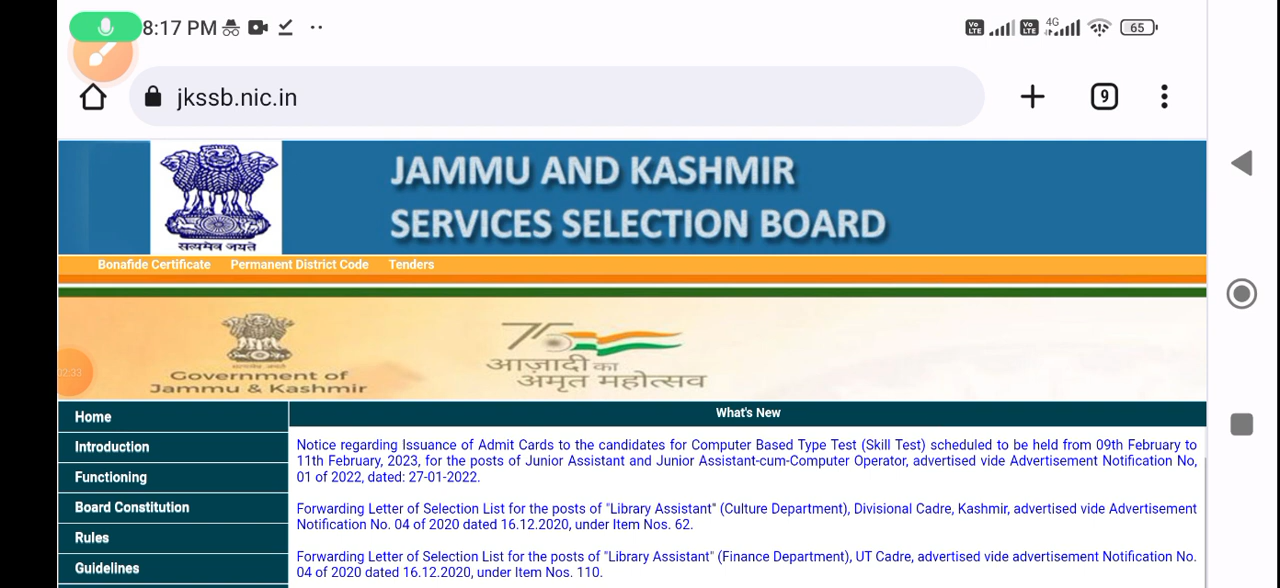 8:17 PM
Vo LTE Vo LTE 4G 65
jkssb.nic.in
9
JAMMU AND KASHMIR
SERVICES SELECTION BOARD
सत्यमेव जयते
Bonafide Certificate Permanent District Code Tenders
75
आज़ादी का
अमृत महोत्सव
02:33
Government of
Jammu & Kashmir
Home
Introduction
Functioning
Board Constitution
Rules
Guidelines
What's New
Notice regarding Issuance of Admit Cards to the candidates for Computer Based Type Test (Skill Test) scheduled to be held from 09th February to
11th February, 2023, for the posts of Junior Assistant and Junior Assistant-cum-Computer Operator, advertised vide Advertisement Notification No,
01 of 2022, dated: 27-01-2022.
Forwarding Letter of Selection List for the posts of "Library Assistant" (Culture Department), Divisional Cadre, Kashmir, advertised vide Advertisement
Notification No. 04 of 2020 dated 16.12.2020, under Item Nos. 62.
Forwarding Letter of Selection List for the posts of "Library Assistant" (Finance Department), UT Cadre, advertised vide advertisement Notification No.
04 of 2020 dated 16.12.2020, under Item Nos. 110.